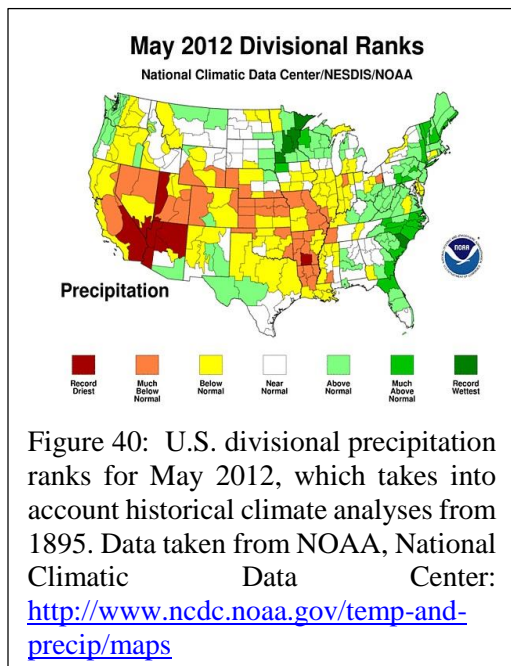 May 2012 Divisional Ranks
National Climatic Data Center/NESDIS/NOAA
noaa
Precipitation
Record Driest
Much Below Normal
Below Normal
Near Normal
Above Normal
Much Above Normal
Record Wettest
Figure 40: U.S. divisional precipitation
ranks for May 2012, which takes into
account historical climate analyses from
1895. Data taken from NOAA, National
Climatic Data Center:
http://www.ncdc.noaa.gov/temp-and-
precip/maps